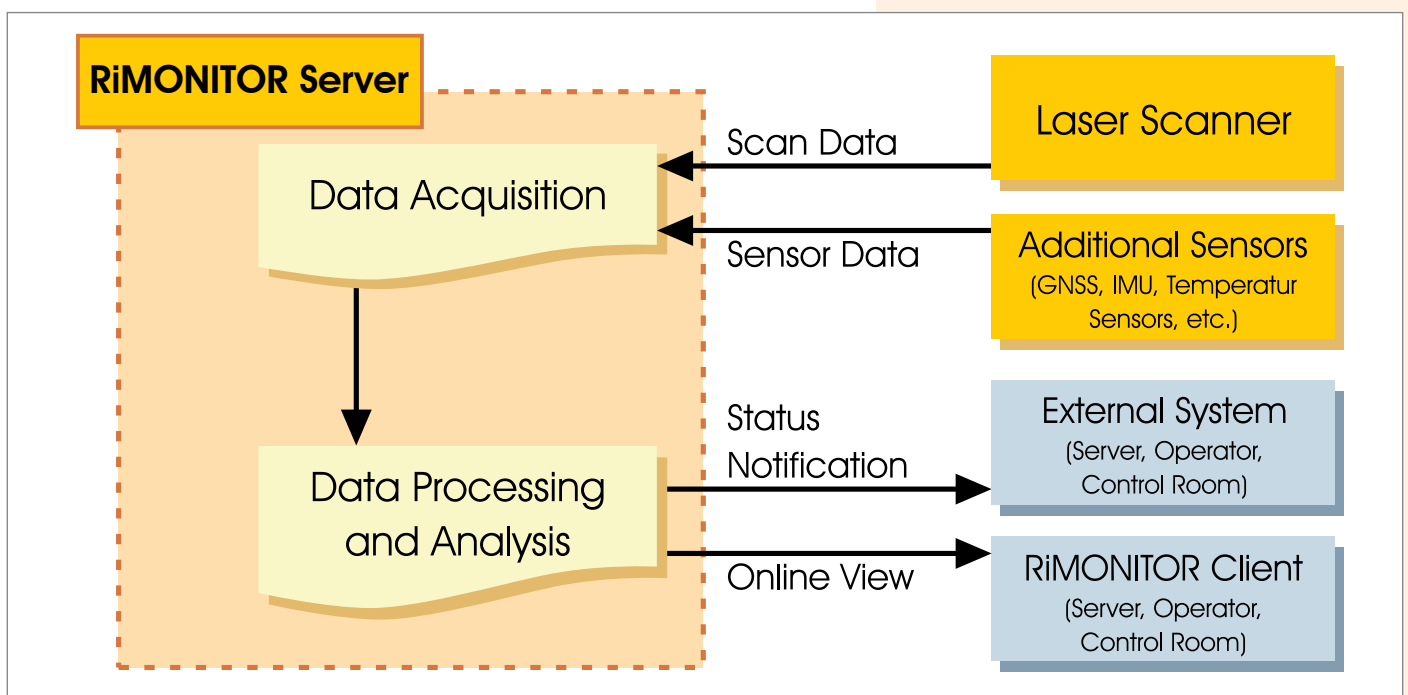 RiMONITOR Server
Data Acquisition
Scan Data
Sensor Data
Laser Scanner
Additional Sensors
(GNSS, IMU, Temperatur
Sensors, etc.)
Data Processing
and Analysis
Status
Notification
Online View
External System
(Server, Operator,
Control Room)
RiMONITOR Client
(Server, Operator,
Control Room)